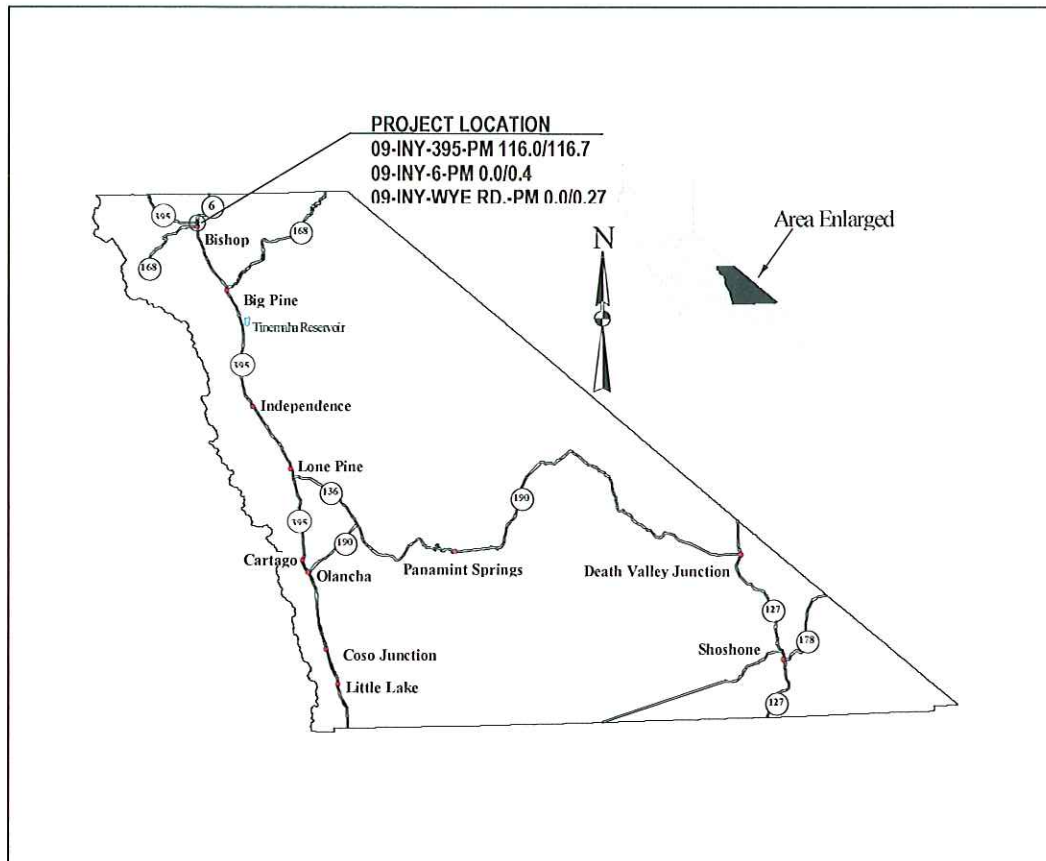 PROJECT LOCATION
09-INY-395-PM 116.0/116.7
09-INY-6-PM 0.0/0.4
09-INY-WYE RD.-PM 0.0/0.27
N
Area Enlarged
6
395
Bishop
168
168
Big Pine
Tinemaha Reservoir
395
Independence
Lone Pine
136
190
395
190
Cartago
Olancha
Panamint Springs
Death Valley Junction
127
178
Shoshone
Coso Junction
Little Lake
127